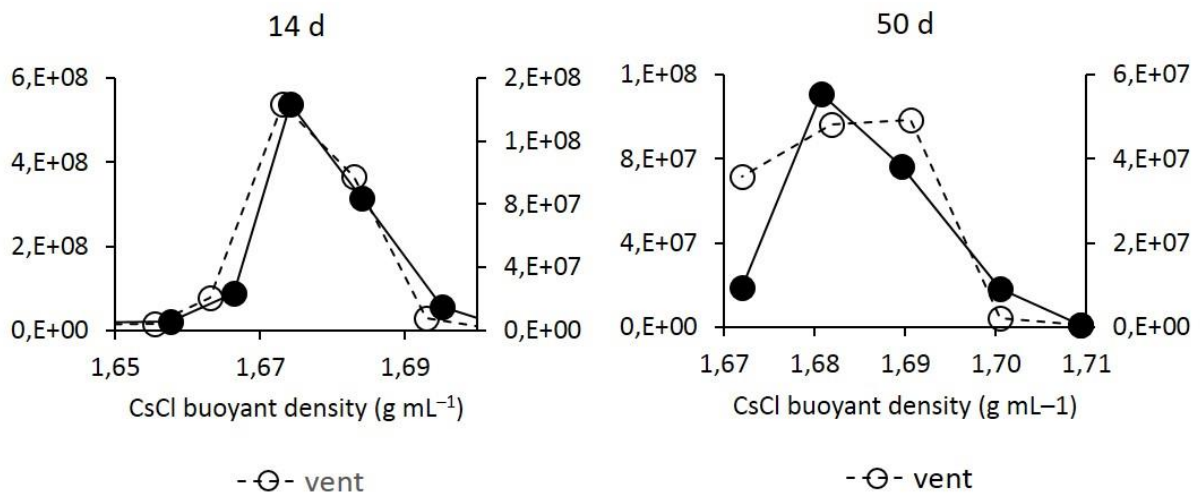 14 d
6,E+08
4,E+08
2,E+08
0,E+00
2,E+08
1,E+08
8,E+07
4,E+07
0,E+00
1,65 1,67 1,69
CsCl buoyant density (g mL⁻¹)
vent
50 d
1,E+08
8,E+07
4,E+07
0,E+00
6,E+07
4,E+07
2,E+07
0,E+00
1,67 1,68 1,69 1,70 1,71
CsCl buoyant density (g mL–1)
vent